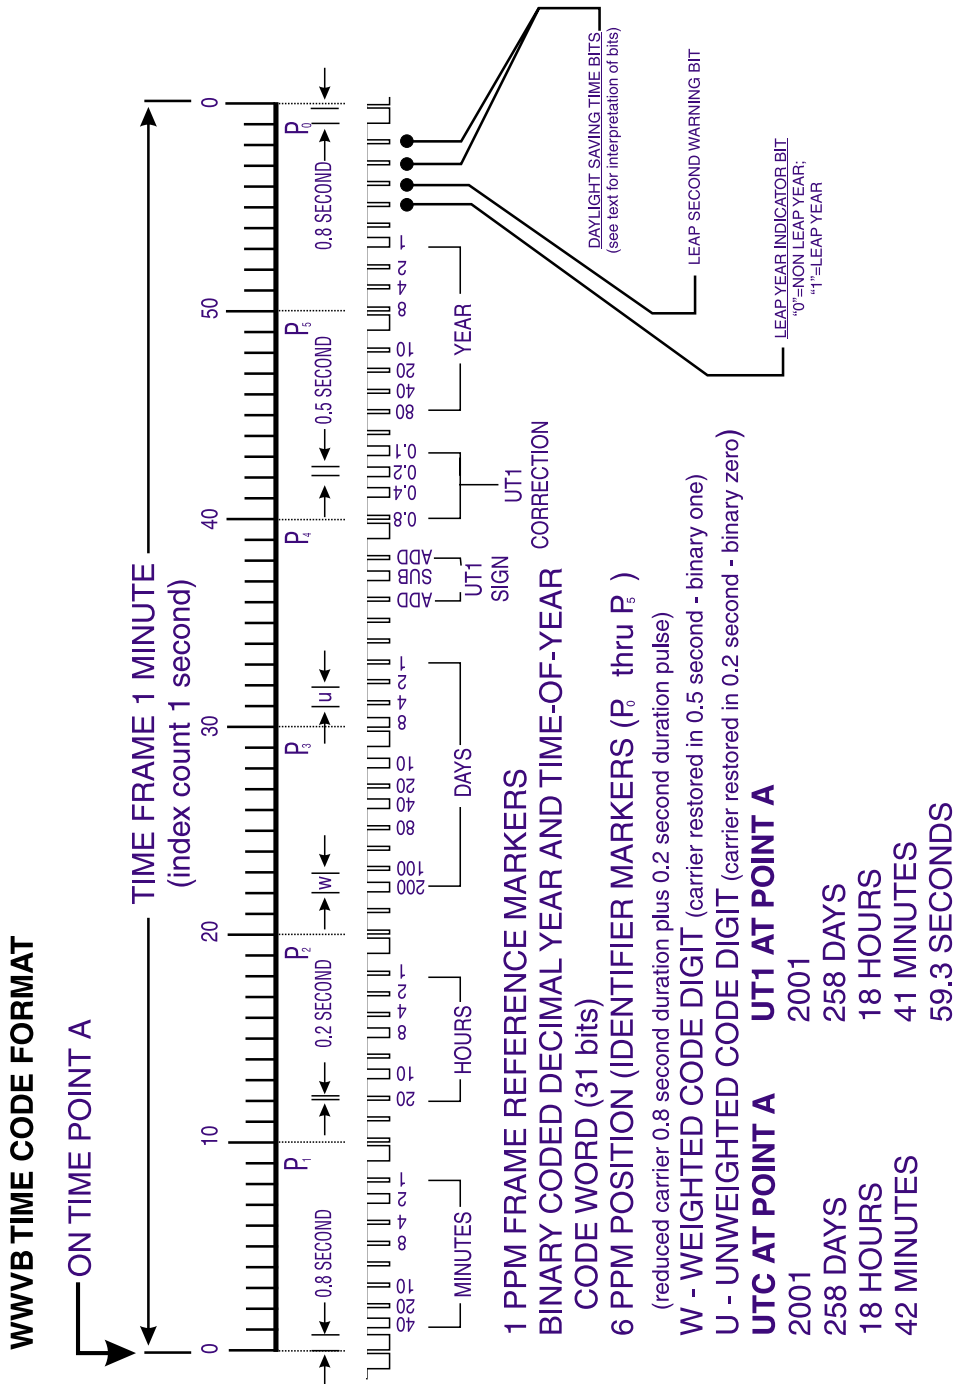 WWVB TIME CODE FORMAT
ON TIME POINT A
TIME FRAME 1 MINUTE
(index count 1 second)
0 10 20 30 40 50 0
P1 P2 P3 P4 P5 P0
0.8 SECOND 0.2 SECOND w u 0.5 SECOND 0.8 SECOND
40 20 10 8 4 2 1 20 10 8 4 2 1 200 100 80 40 20 10 8 4 2 1 ADD SUB ADD 0.8 0.4 0.2 0.1 80 40 20 10 8 4 2 1
MINUTES HOURS DAYS UT1 SIGN UT1 CORRECTION YEAR
DAYLIGHT SAVING TIME BITS
(see text for interpretation of bits)
LEAP SECOND WARNING BIT
LEAP YEAR INDICATOR BIT
"0"=NON LEAP YEAR;
"1"=LEAP YEAR
1 PPM FRAME REFERENCE MARKERS
BINARY CODED DECIMAL YEAR AND TIME-OF-YEAR
CODE WORD (31 bits)
6 PPM POSITION (IDENTIFIER MARKERS (P0 thru P5 )
(reduced carrier 0.8 second duration plus 0.2 second duration pulse)
W - WEIGHTED CODE DIGIT (carrier restored in 0.5 second - binary one)
U - UNWEIGHTED CODE DIGIT (carrier restored in 0.2 second - binary zero)
UTC AT POINT A
2001
258 DAYS
18 HOURS
42 MINUTES
UT1 AT POINT A
2001
258 DAYS
18 HOURS
41 MINUTES
59.3 SECONDS